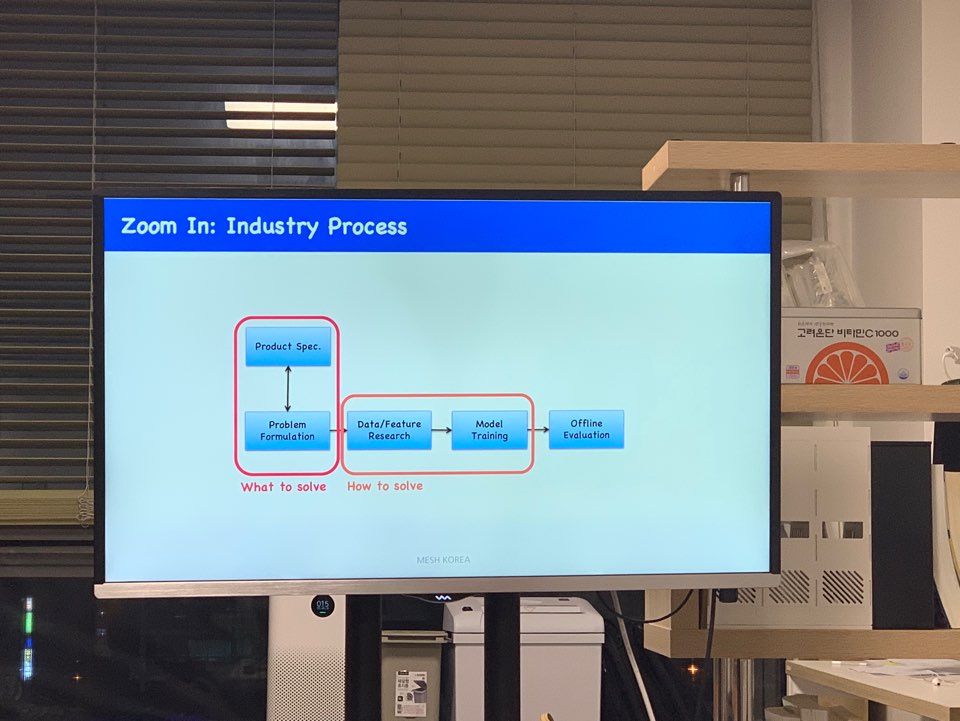 Zoom In: Industry Process
Product Spec.
Problem
Formulation
Data/Feature
Research
Model
Training
Offline
Evaluation
What to solve
How to solve
MESH KOREA
고려은단 비타민C 1000
015